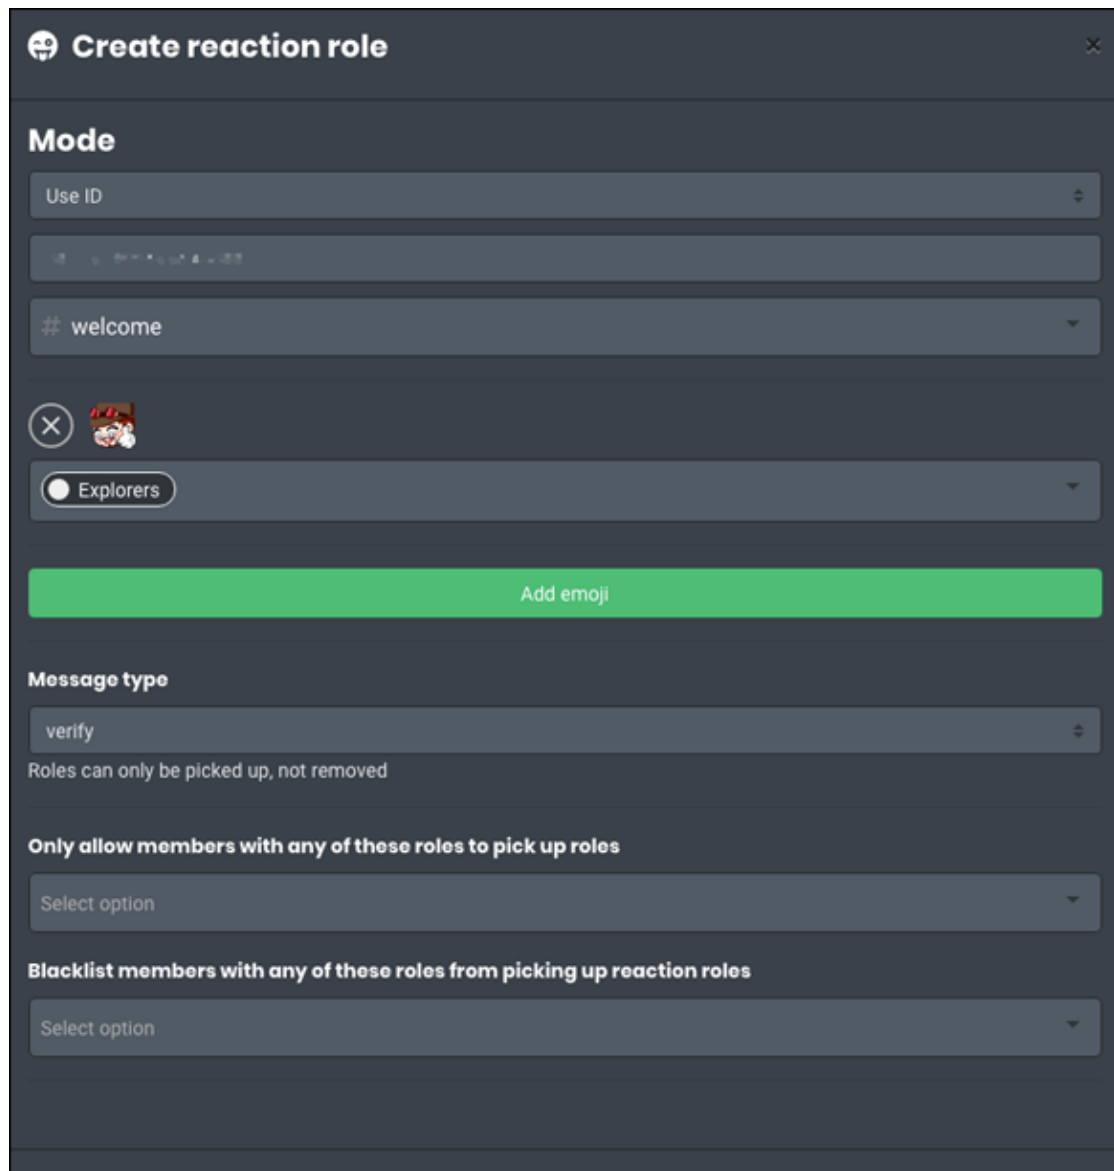 Create reaction role
Mode
Use ID
# welcome
Explorers
Add emoji
Message type
verify
Roles can only be picked up, not removed
Only allow members with any of these roles to pick up roles
Select option
Blacklist members with any of these roles from picking up reaction roles
Select option